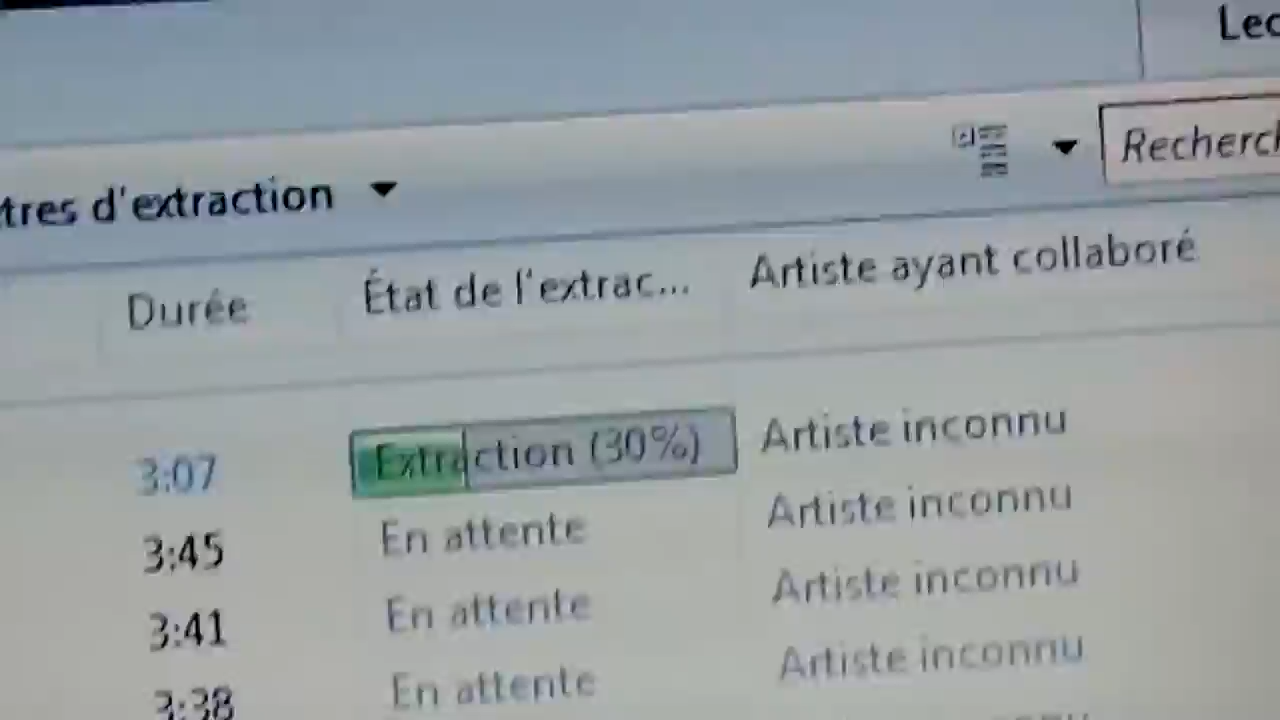 Lec
Recherch
tres d'extraction
Durée État de l'extrac... Artiste ayant collaboré
3:07 Extraction (30%) Artiste inconnu
3:45 En attente Artiste inconnu
3:41 En attente Artiste inconnu
3:38 En attente Artiste inconnu